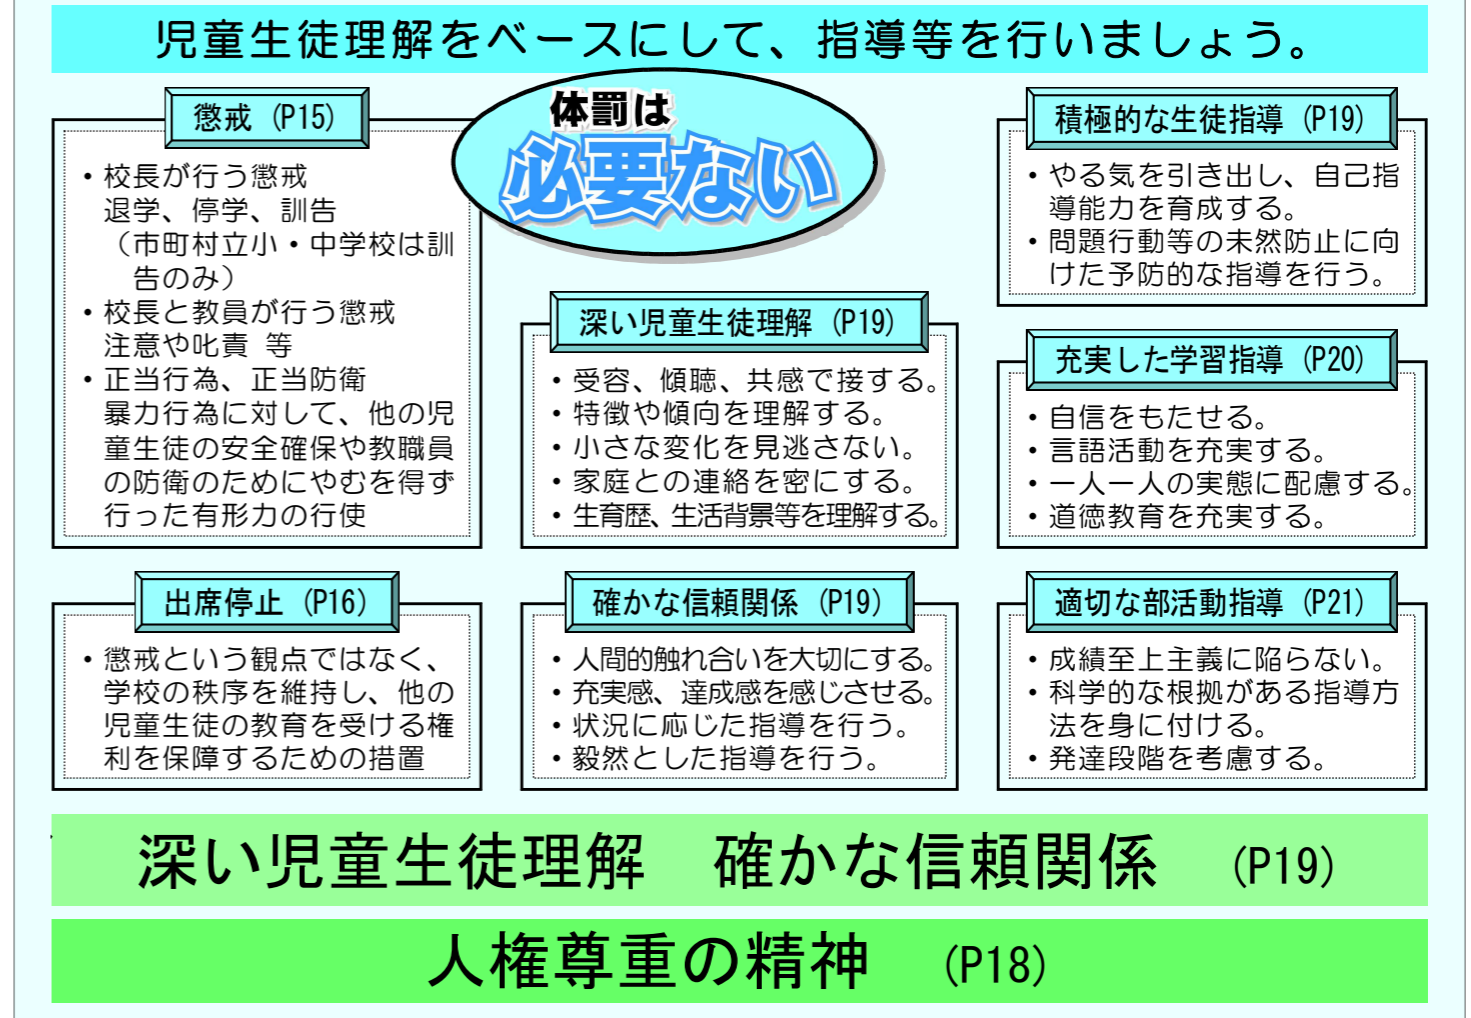 児童生徒理解をベースにして、指導等を行いましょう。
体罰は
必要ない
懲戒（P15）
・校長が行う懲戒
退学、停学、訓告
（市町村立小・中学校は訓
告のみ）
・校長と教員が行う懲戒
注意や叱責 等
・正当行為、正当防衛
暴力行為に対して、他の児
童生徒の安全確保や教職員
の防衛のためにやむを得ず
行った有形力の行使
出席停止（P16）
・懲戒という観点ではなく、
学校の秩序を維持し、他の
児童生徒の教育を受ける権
利を保障するための措置
深い児童生徒理解（P19）
・受容、傾聴、共感で接する。
・特徴や傾向を理解する。
・小さな変化を見逃さない。
・家庭との連絡を密にする。
・生育歴、生活背景等を理解する。
確かな信頼関係（P19）
・人間的触れ合いを大切にする。
・充実感、達成感を感じさせる。
・状況に応じた指導を行う。
・毅然とした指導を行う。
積極的な生徒指導（P19）
・やる気を引き出し、自己指
導能力を育成する。
・問題行動等の未然防止に向
けた予防的な指導を行う。
充実した学習指導（P20）
・自信をもたせる。
・言語活動を充実する。
・一人一人の実態に配慮する。
・道徳教育を充実する。
適切な部活動指導（P21）
・成績至上主義に陥らない。
・科学的な根拠がある指導方
法を身に付ける。
・発達段階を考慮する。
深い児童生徒理解　確かな信頼関係　（P19）
人権尊重の精神　（P18）